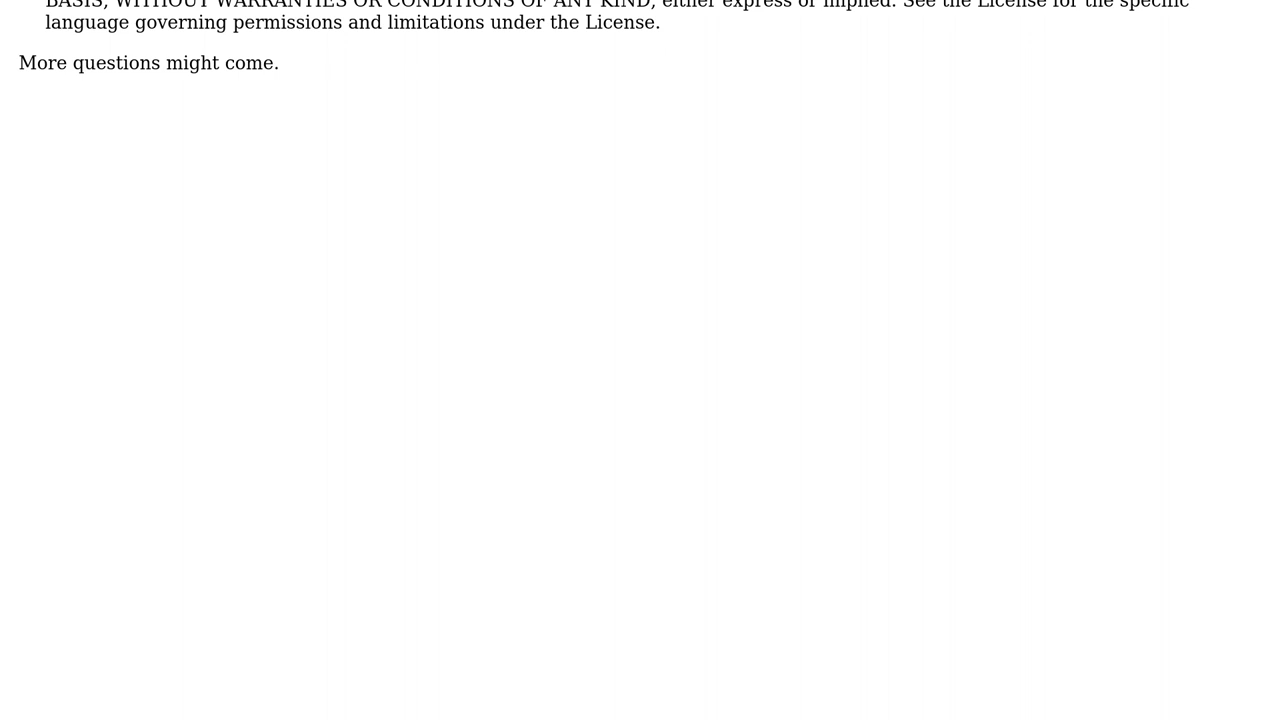 BASIS, WITHOUT WARRANTIES OR CONDITIONS OF ANY KIND, either express or implied. See the License for the specific
language governing permissions and limitations under the License.
More questions might come.